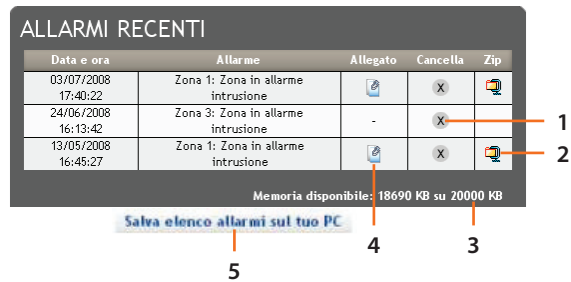 ALLARMI RECENTI
Data e ora Allarme Allegato Cancella Zip
03/07/2008 17:40:22 Zona 1: Zona in allarme intrusione X
24/06/2008 16:13:42 Zona 3: Zona in allarme intrusione - X
13/05/2008 16:45:27 Zona 1: Zona in allarme intrusione X
1
2
Memoria disponibile: 18690 KB su 20000 KB
Salva elenco allarmi sul tuo PC
4
3
5